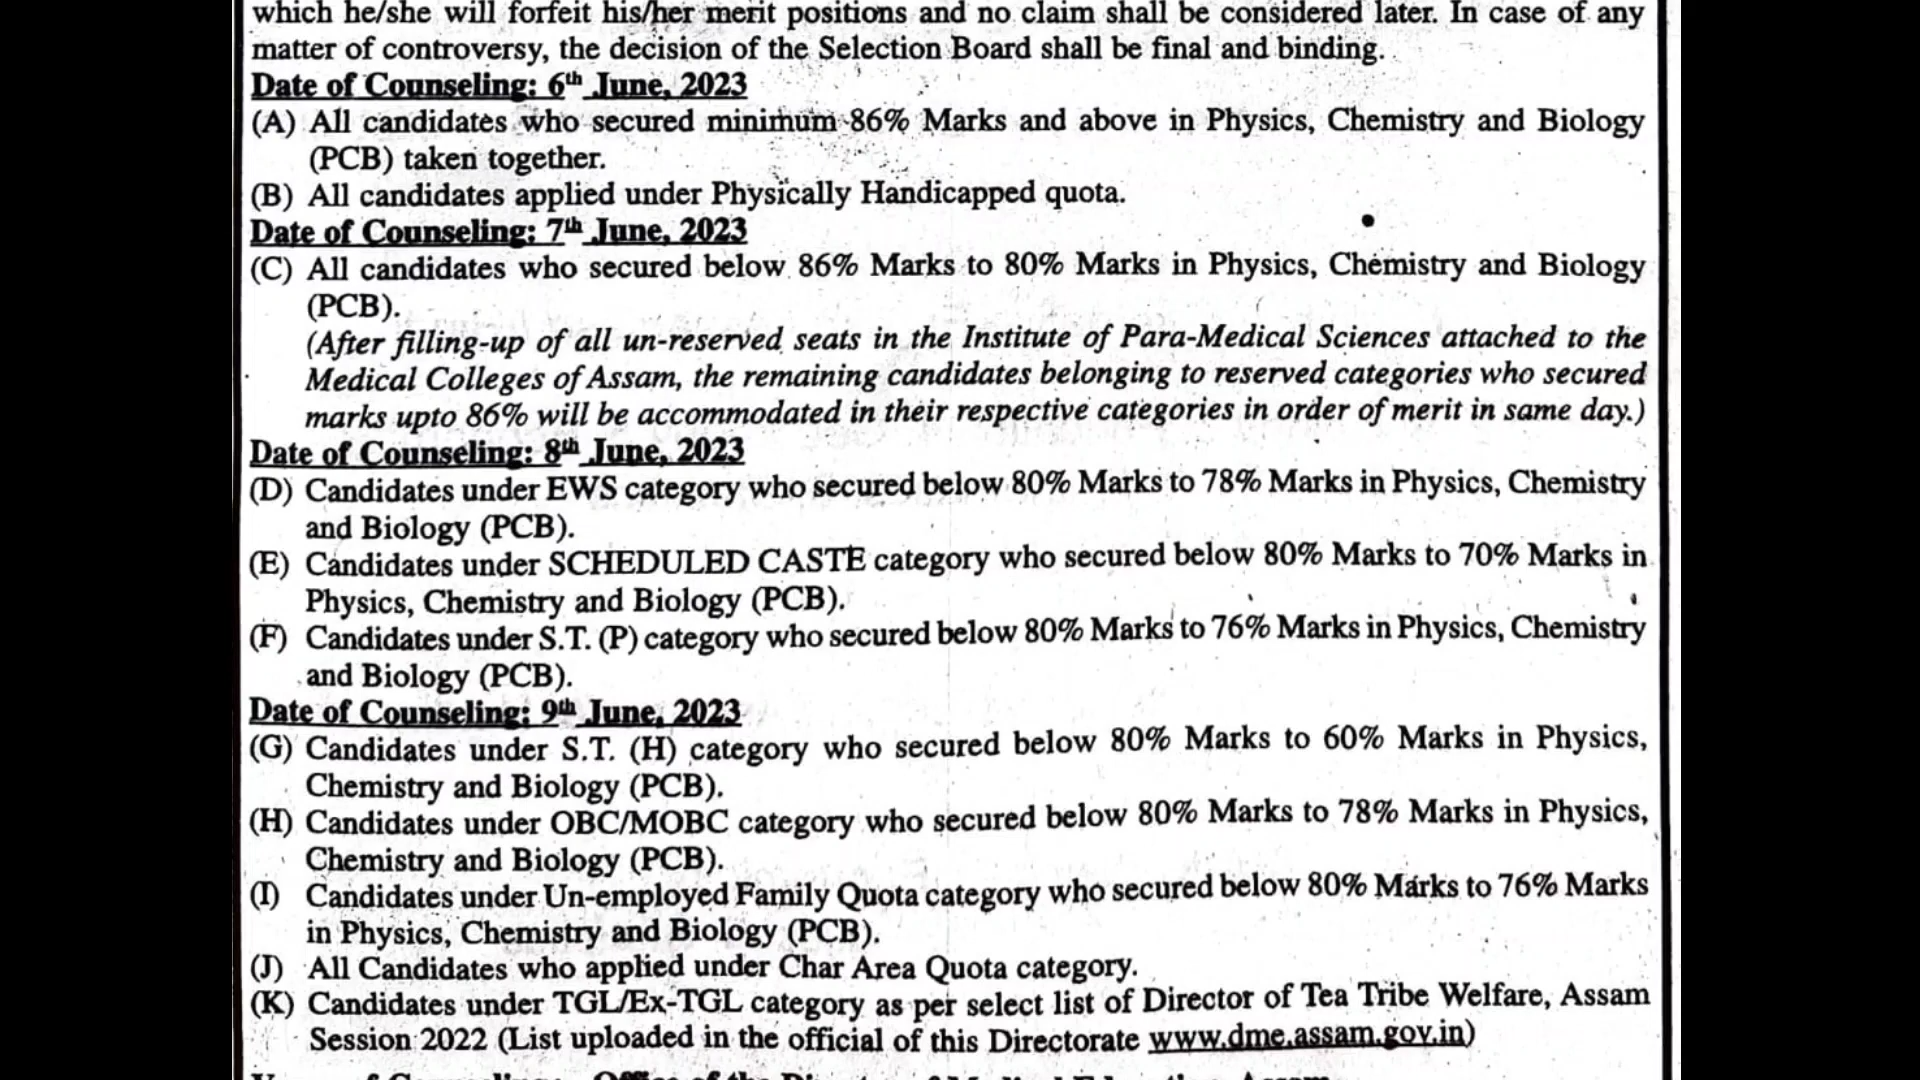 which he/she will forfeit his/her merit positions and no claim shall be considered later. In case of any
matter of controversy, the decision of the Selection Board shall be final and binding.
Date of Counseling: 6th June, 2023
(A) All candidates who secured minimum 86% Marks and above in Physics, Chemistry and Biology
(PCB) taken together.
(B) All candidates applied under Physically Handicapped quota.
Date of Counseling: 7th June, 2023
(C) All candidates who secured below 86% Marks to 80% Marks in Physics, Chemistry and Biology
(PCB).
(After filling-up of all un-reserved seats in the Institute of Para-Medical Sciences attached to the
Medical Colleges of Assam, the remaining candidates belonging to reserved categories who secured
marks upto 86% will be accommodated in their respective categories in order of merit in same day.)
Date of Counseling: 8th June, 2023
(D) Candidates under EWS category who secured below 80% Marks to 78% Marks in Physics, Chemistry
and Biology (PCB).
(E) Candidates under SCHEDULED CASTE category who secured below 80% Marks to 70% Marks in
Physics, Chemistry and Biology (PCB).
(F) Candidates under S.T. (P) category who secured below 80% Marks to 76% Marks in Physics, Chemistry
and Biology (PCB).
Date of Counseling: 9th June, 2023
(G) Candidates under S.T. (H) category who secured below 80% Marks to 60% Marks in Physics,
Chemistry and Biology (PCB).
(H) Candidates under OBC/MOBC category who secured below 80% Marks to 78% Marks in Physics,
Chemistry and Biology (PCB).
(I) Candidates under Un-employed Family Quota category who secured below 80% Marks to 76% Marks
in Physics, Chemistry and Biology (PCB).
(J) All Candidates who applied under Char Area Quota category.
(K) Candidates under TGL/Ex-TGL category as per select list of Director of Tea Tribe Welfare, Assam
Session 2022 (List uploaded in the official of this Directorate www.dme.assam.gov.in)